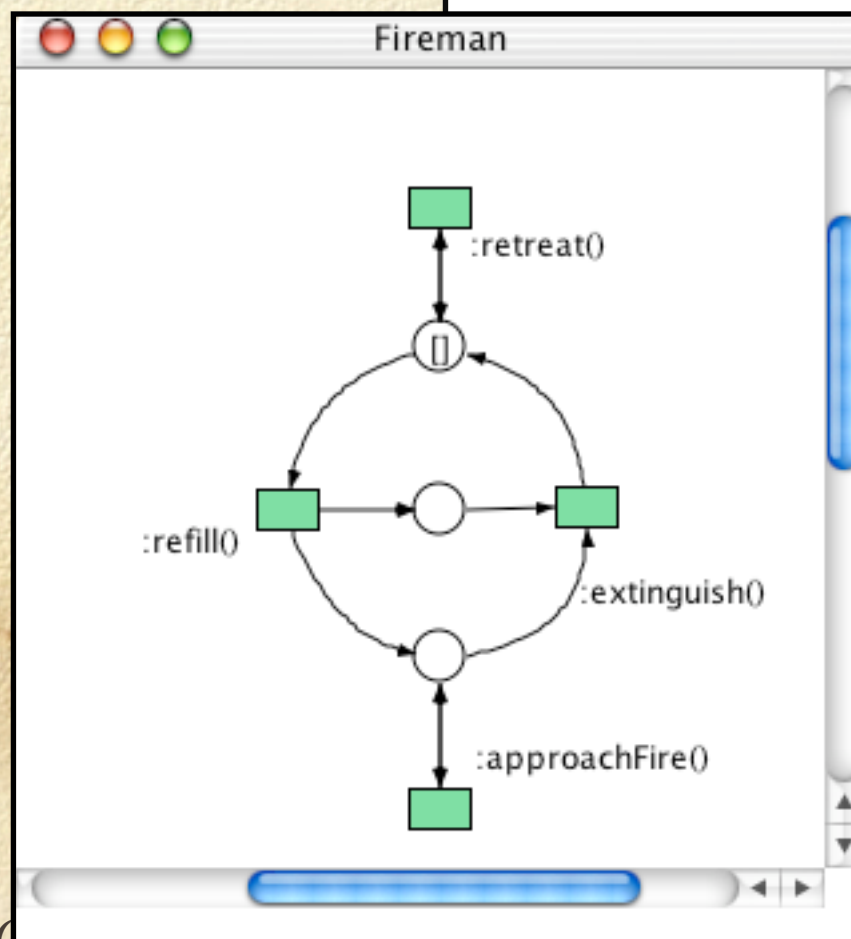 Fireman
:retreat()
[]
:refill()
:extinguish()
:approachFire()